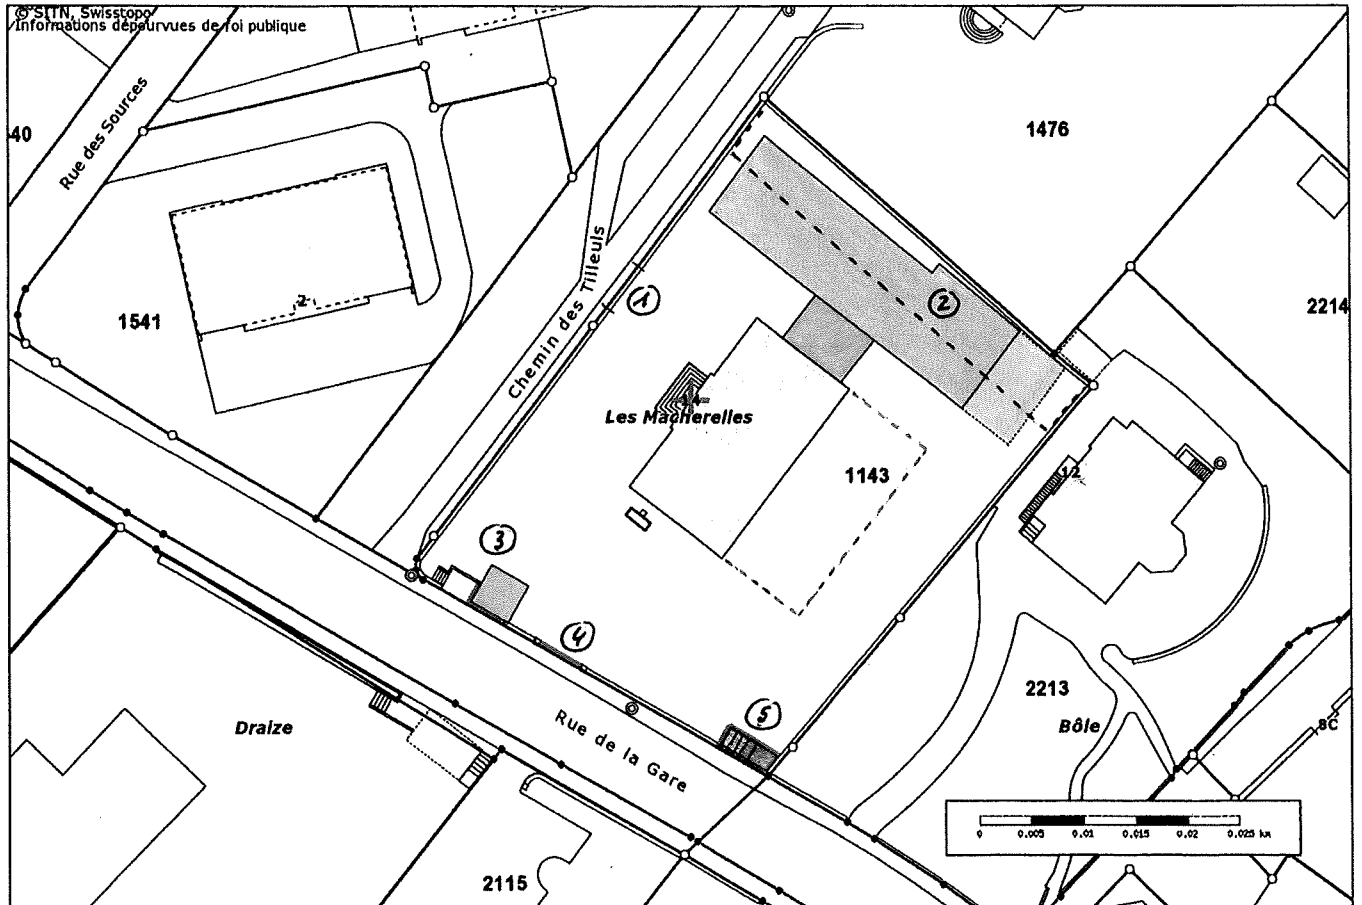 © SITN, Swisstopo
Informations dépourvues de foi publique
40
Rue des Sources
1476
2214
1541
2
Chemin des Tilleuls
1
2
Les Macherelles
1143
12
3
4
5
2213
Bôle
8C
Draize
Rue de la Gare
2115
0 0.005 0.01 0.015 0.02 0.025 km